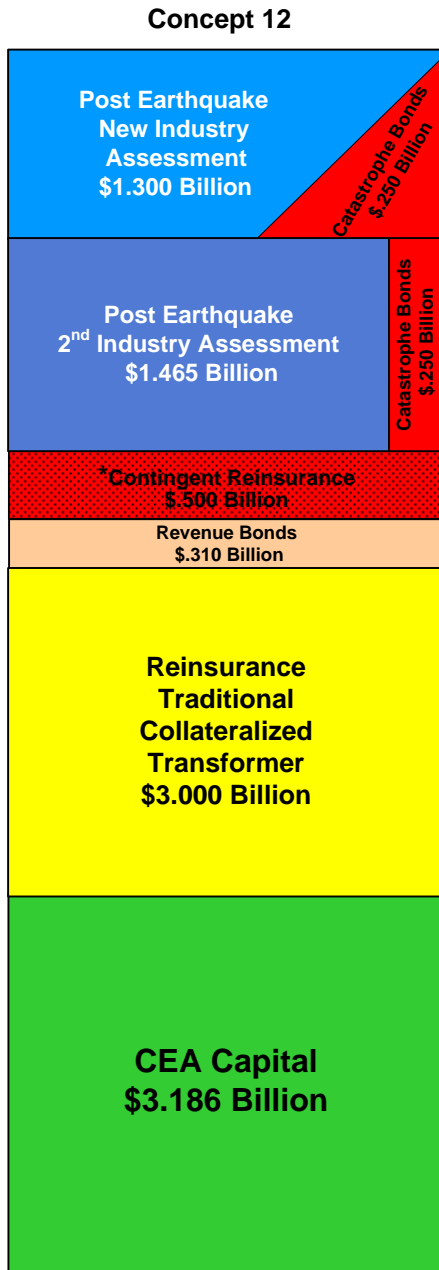 Concept 12
Post Earthquake
New Industry
Assessment
$1.300 Billion
Catastrophe Bonds
$.250 Billion
Post Earthquake
2nd Industry Assessment
$1.465 Billion
Catastrophe Bonds
$.250 Billion
*Contingent Reinsurance
$.500 Billion
Revenue Bonds
$.310 Billion
Reinsurance
Traditional
Collateralized
Transformer
$3.000 Billion
CEA Capital
$3.186 Billion